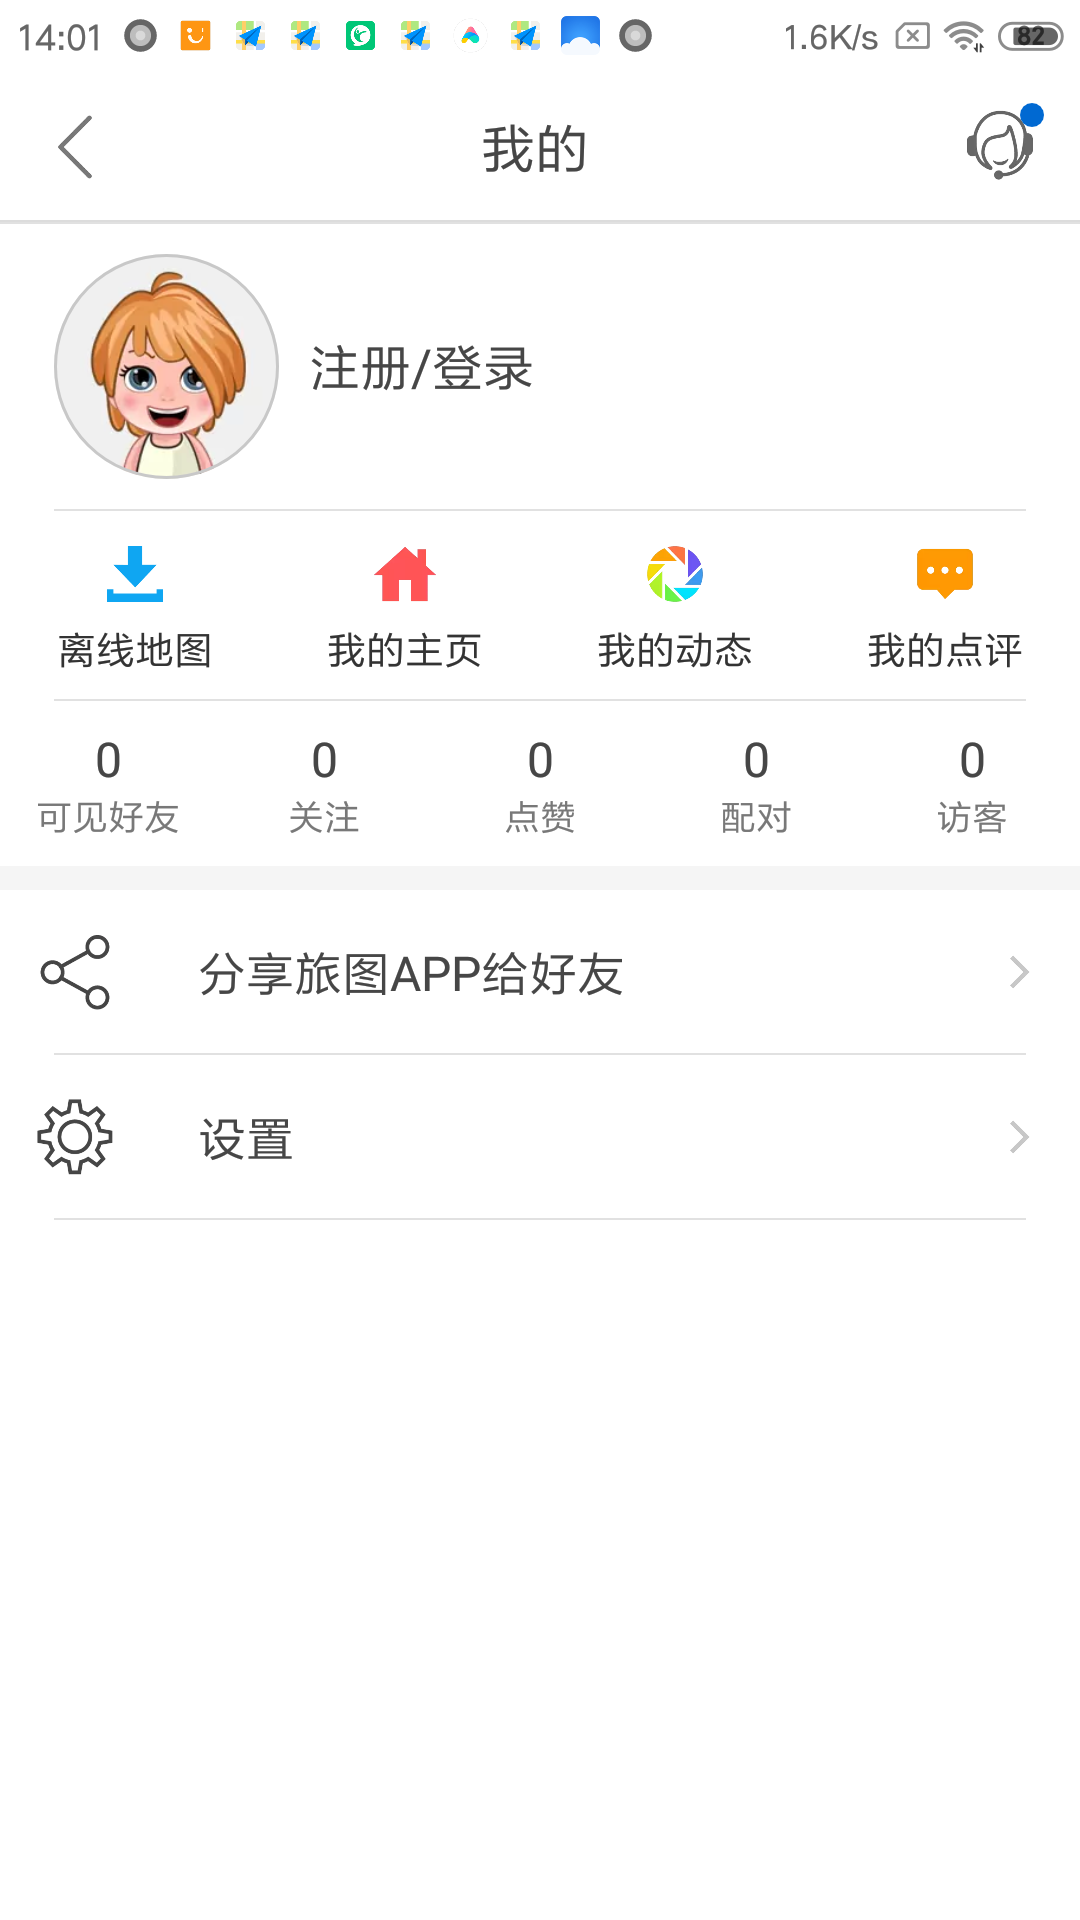 14:01 1.6K/s 82
我的
注册/登录
离线地图 我的主页 我的动态 我的点评
0 0 0 0 0
可见好友 关注 点赞 配对 访客
分享旅图APP给好友
设置